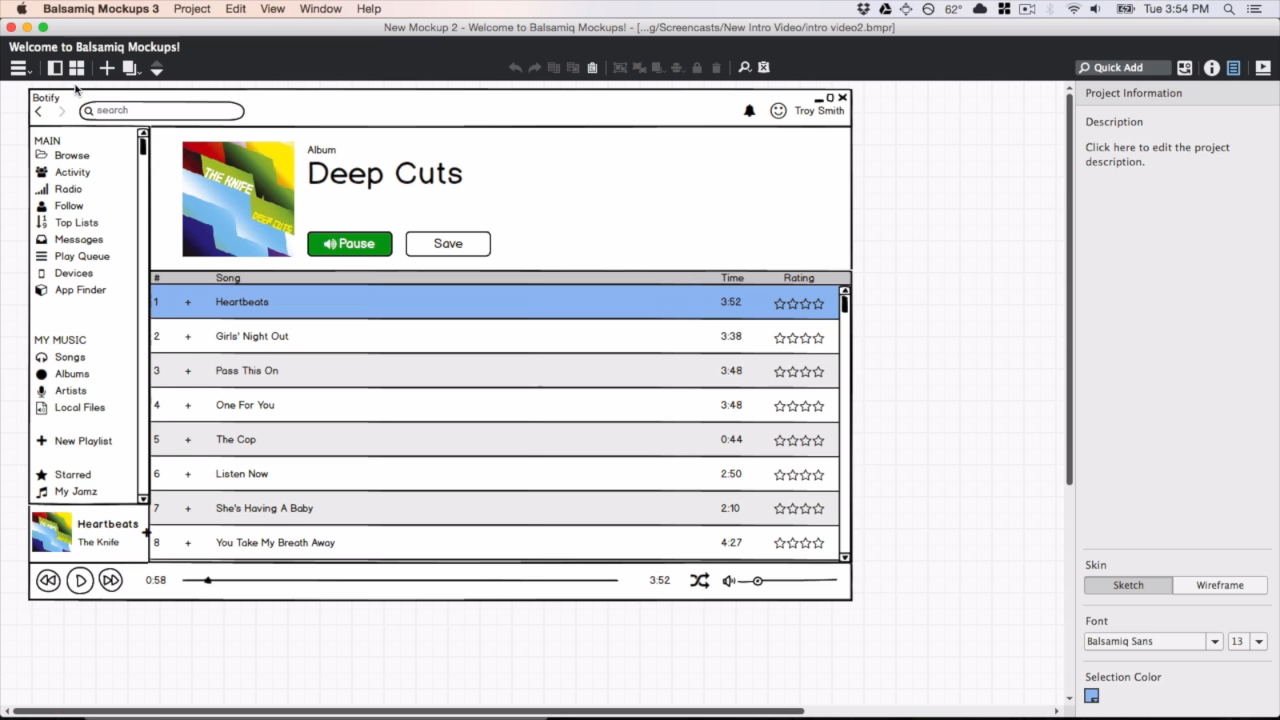 Balsamiq Mockups 3 Project Edit View Window Help 62° Tue 3:54 PM
New Mockup 2 - Welcome to Balsamiq Mockups! - [...g/Screencasts/New Intro Video/intro video2.bmpr]
Welcome to Balsamiq Mockups!
Quick Add
Botify
search
Troy Smith
MAIN
Browse
Activity
Radio
Follow
Top Lists
Messages
Play Queue
Devices
App Finder
MY MUSIC
Songs
Albums
Artists
Local Files
New Playlist
Starred
My Jamz
Heartbeats
The Knife
THE KNIFE
DEEP CUTS
Album
Deep Cuts
Pause Save
# Song Time Rating
1 + Heartbeats 3:52
2 + Girls' Night Out 3:38
3 + Pass This On 3:48
4 + One For You 3:48
5 + The Cop 0:44
6 + Listen Now 2:50
7 + She's Having A Baby 2:10
8 + You Take My Breath Away 4:27
0:58 3:52
Project Information
Description
Click here to edit the project
description.
Skin
Sketch Wireframe
Font
Balsamiq Sans 13
Selection Color